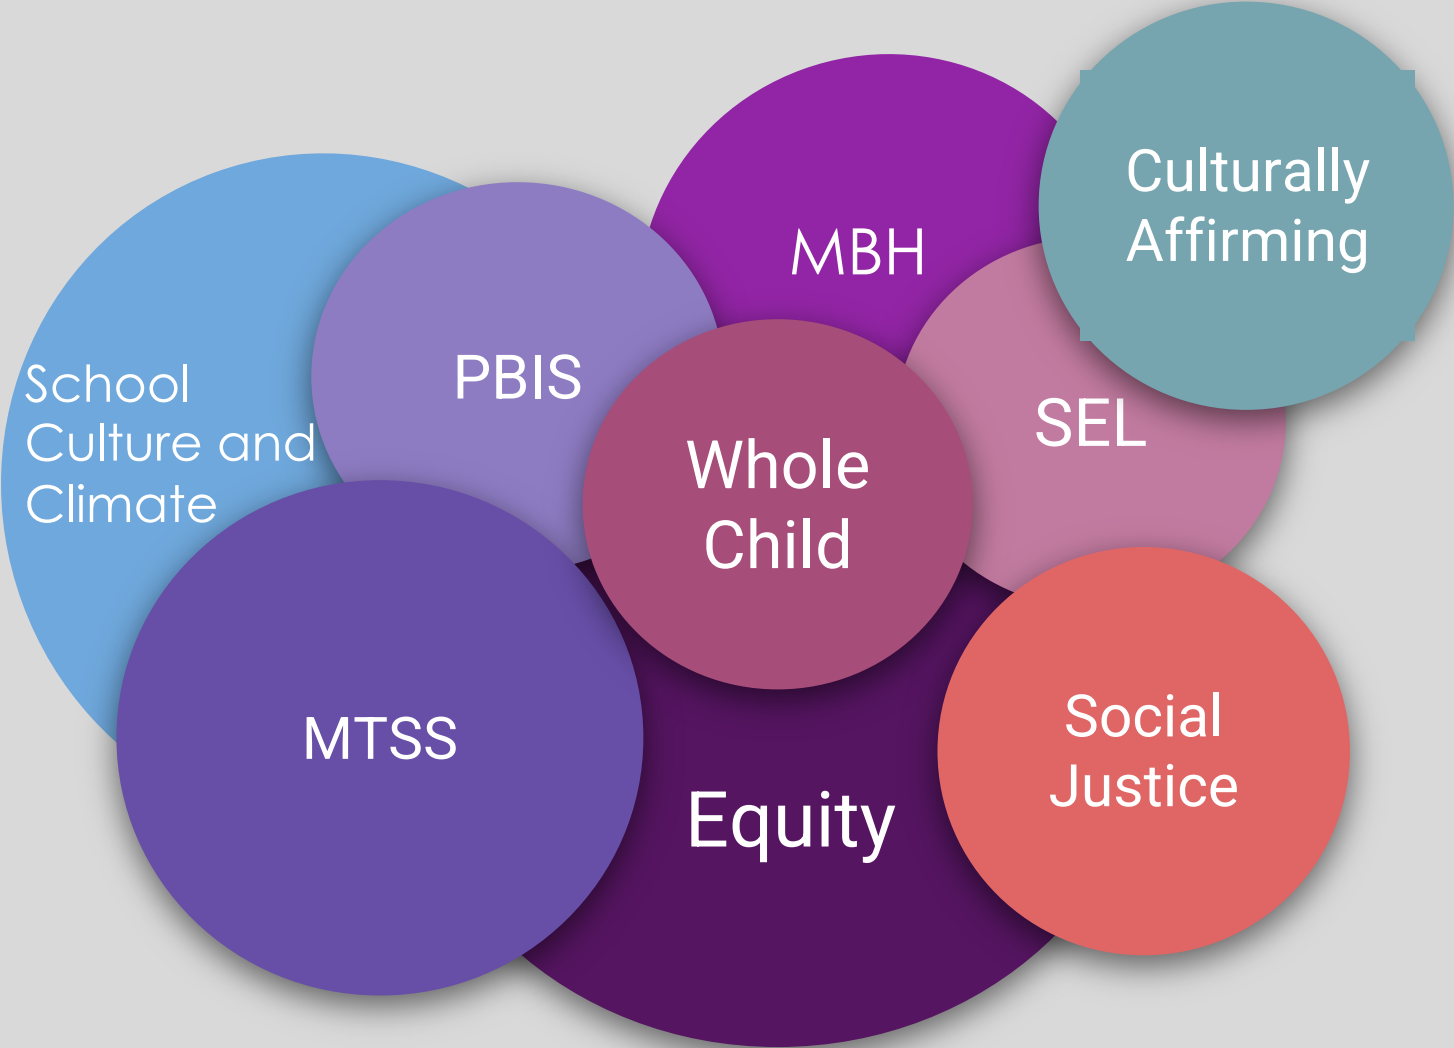 School
Culture and
Climate
PBIS
MBH
Culturally
Affirming
Whole
Child
SEL
MTSS
Equity
Social
Justice